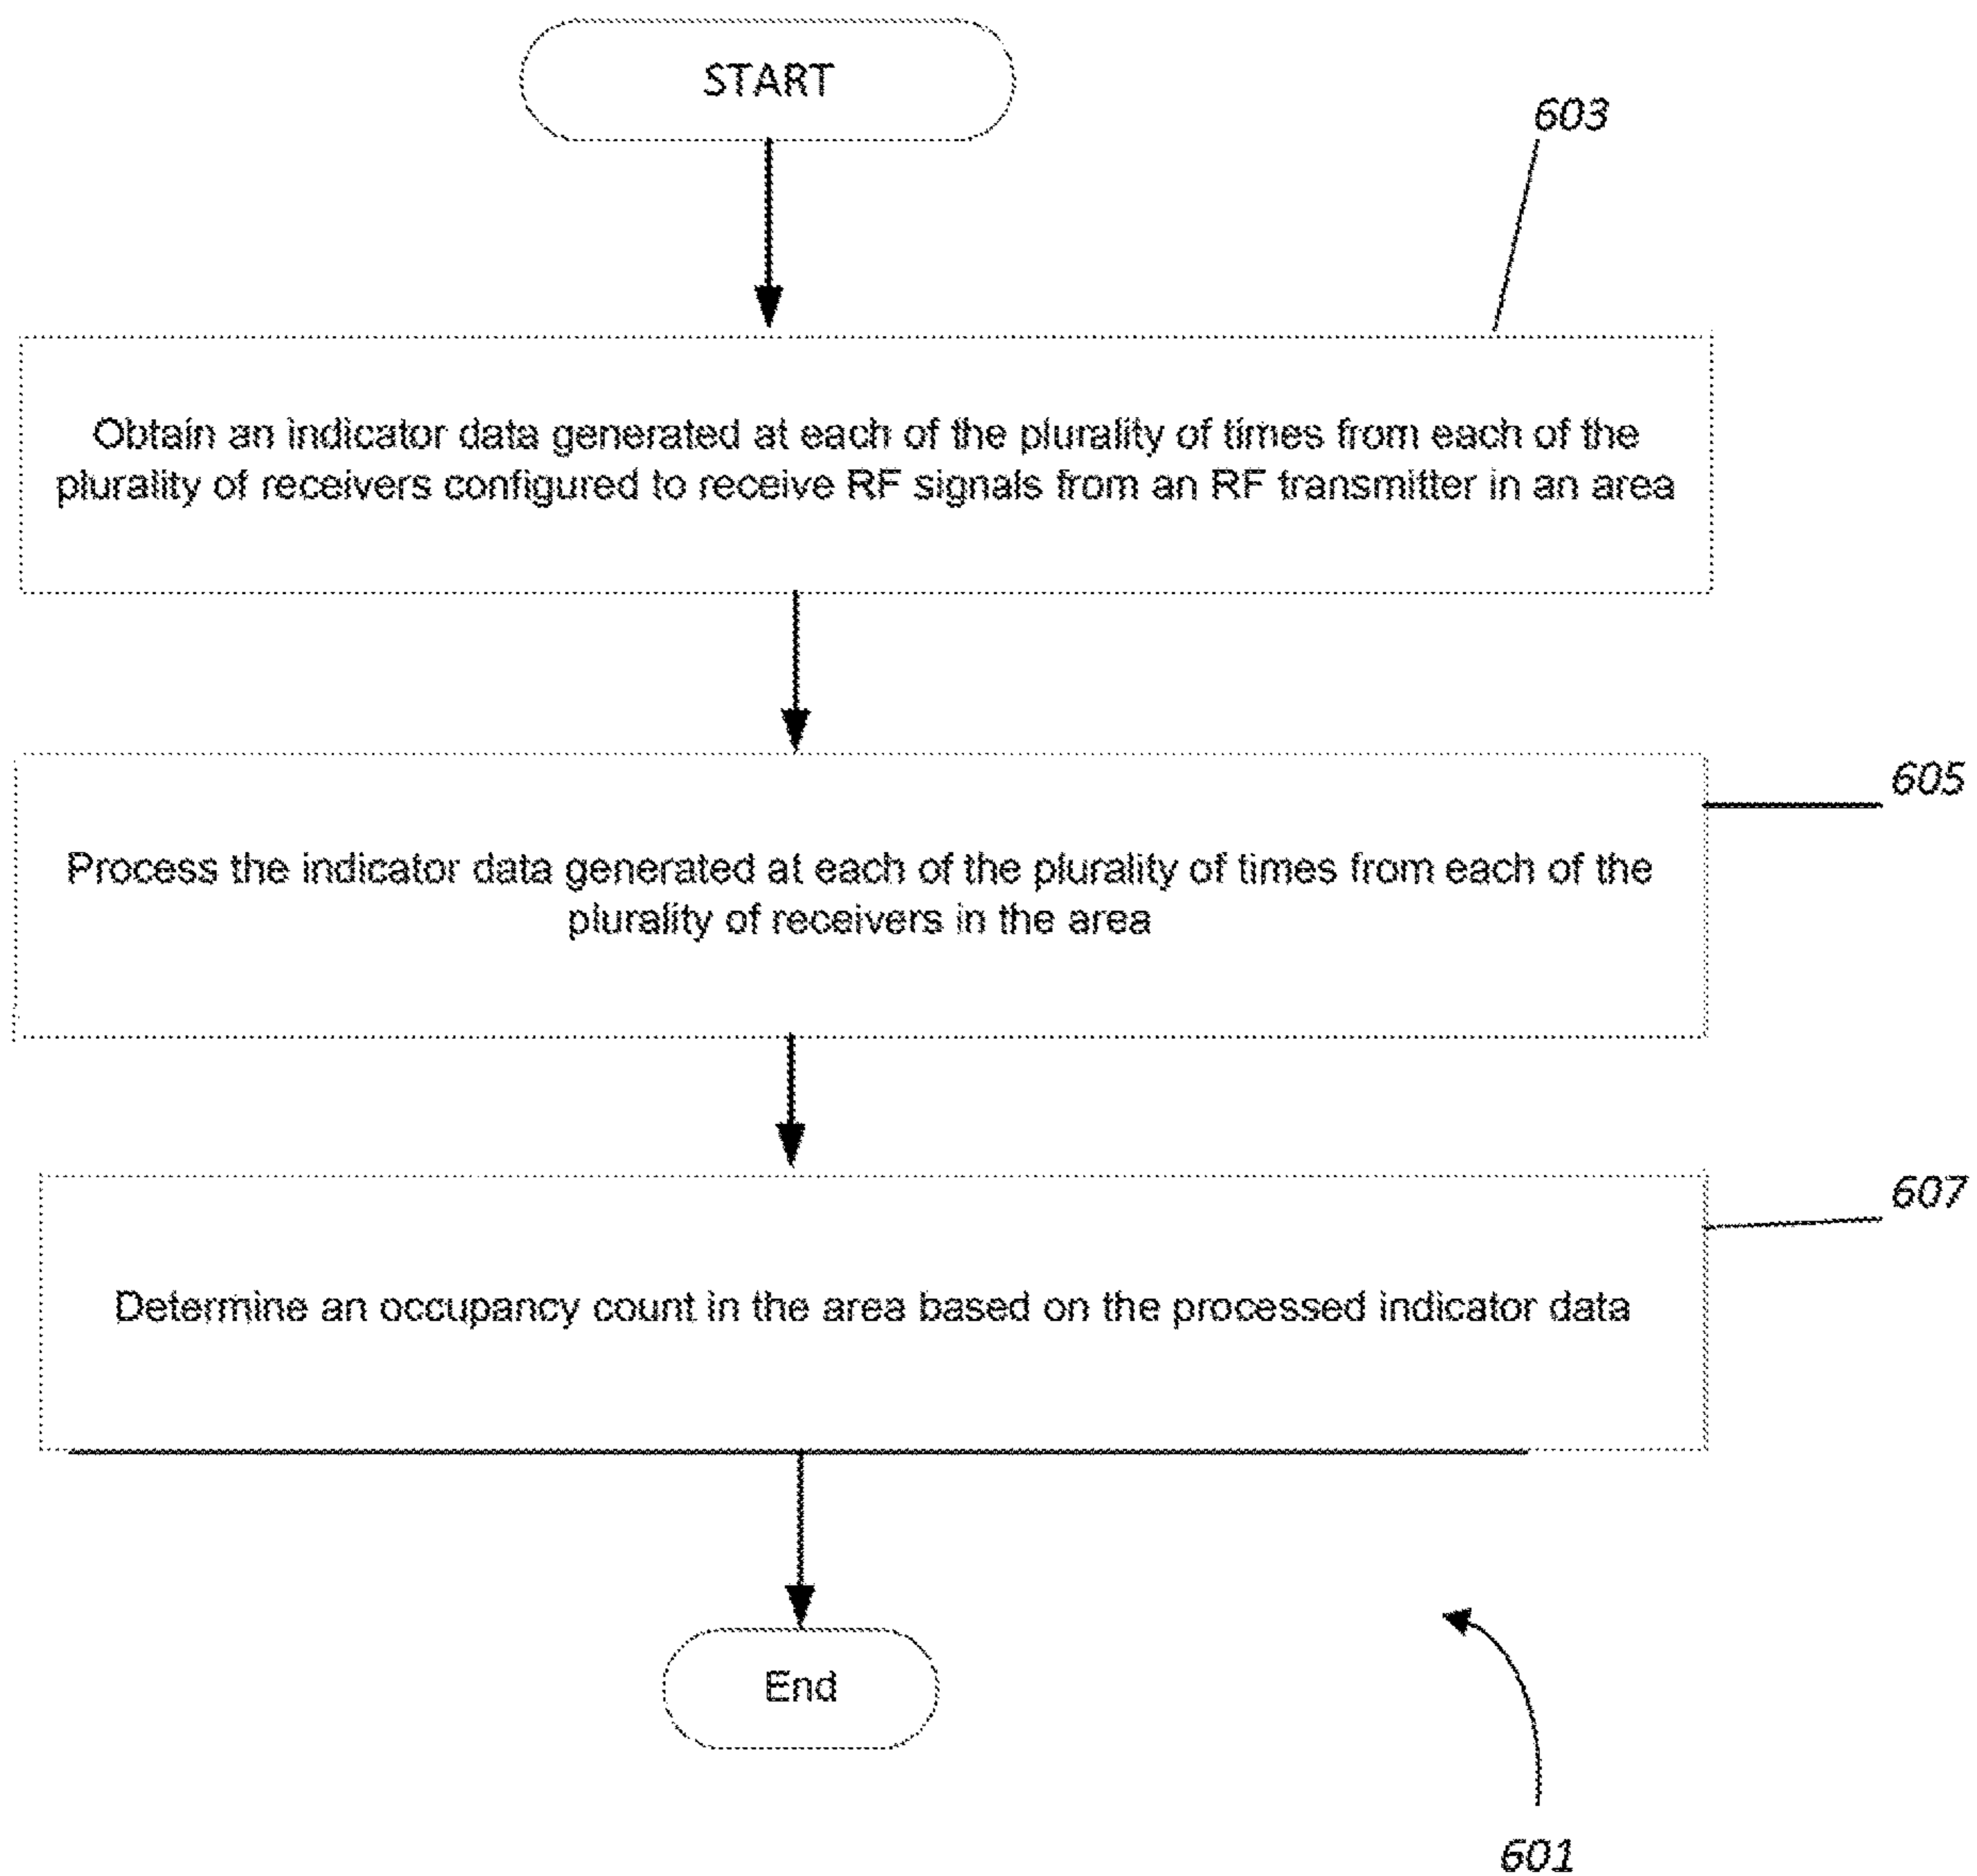 START
603
Obtain an indicator data generated at each of the plurality of times from each of the
plurality of receivers configured to receive RF signals from an RF transmitter in an area
605
Process the indicator data generated at each of the plurality of times from each of the
plurality of receivers in the area
607
Determine an occupancy count in the area based on the processed indicator data
End
601